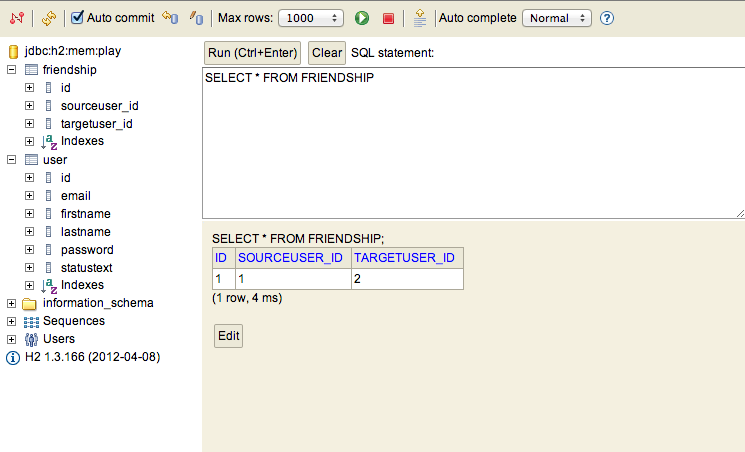 Auto commit Max rows: 1000 Auto complete Normal
jdbc:h2:mem:play
friendship
id
sourceuser_id
targetuser_id
Indexes
user
id
email
firstname
lastname
password
statustext
Indexes
information_schema
Sequences
Users
H2 1.3.166 (2012-04-08)
Run (Ctrl+Enter) Clear SQL statement:
SELECT * FROM FRIENDSHIP
SELECT * FROM FRIENDSHIP;
ID SOURCEUSER_ID TARGETUSER_ID
1 1 2
(1 row, 4 ms)
Edit